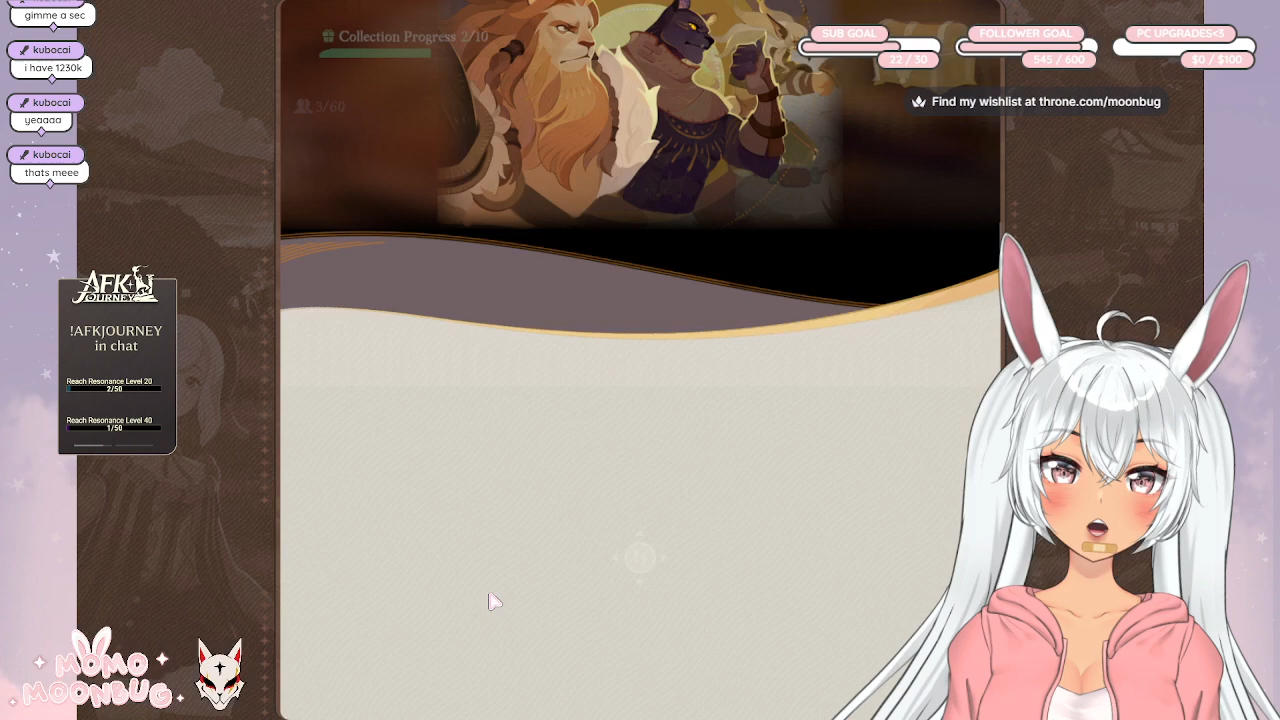 gimme a sec
kubocai
i have 1230k
kubocai
yeaaaa
kubocai
thats meee
Collection Progress 2/10
3/60
SUB GOAL
22 / 30
FOLLOWER GOAL
545 / 600
PC UPGRADES<3
$0 / $100
Find my wishlist at throne.com/moonbug
AFK
JOURNEY
!AFKJOURNEY
in chat
Reach Resonance Level 20
2/50
Reach Resonance Level 40
1/50
MOMO
MOONBUG